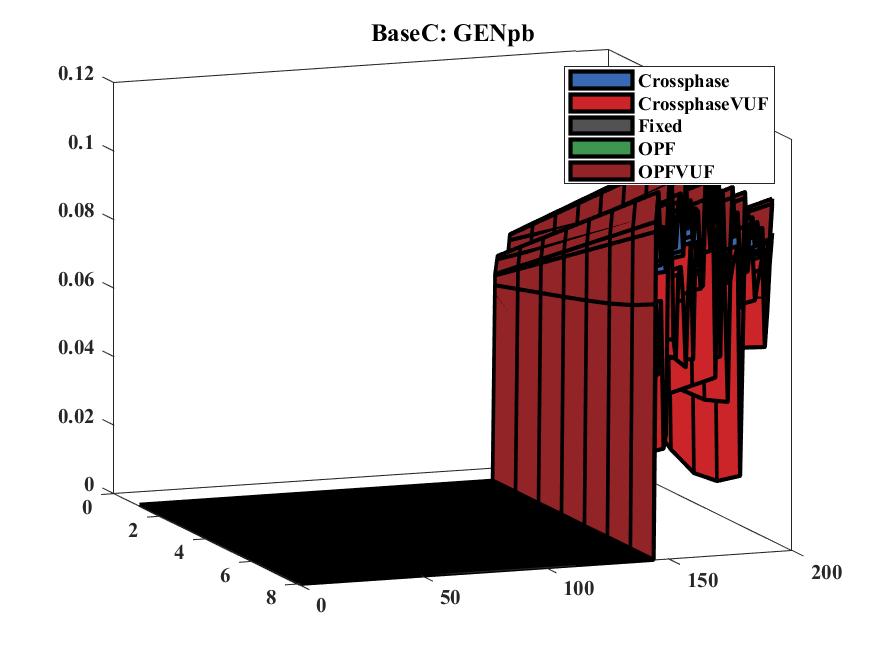 BaseC: GENpb
Crossphase
CrossphaseVUF
Fixed
OPF
OPFVUF
0.12
0.1
0.08
0.06
0.04
0.02
0
0
2
4
6
8
0
50
100
150
200